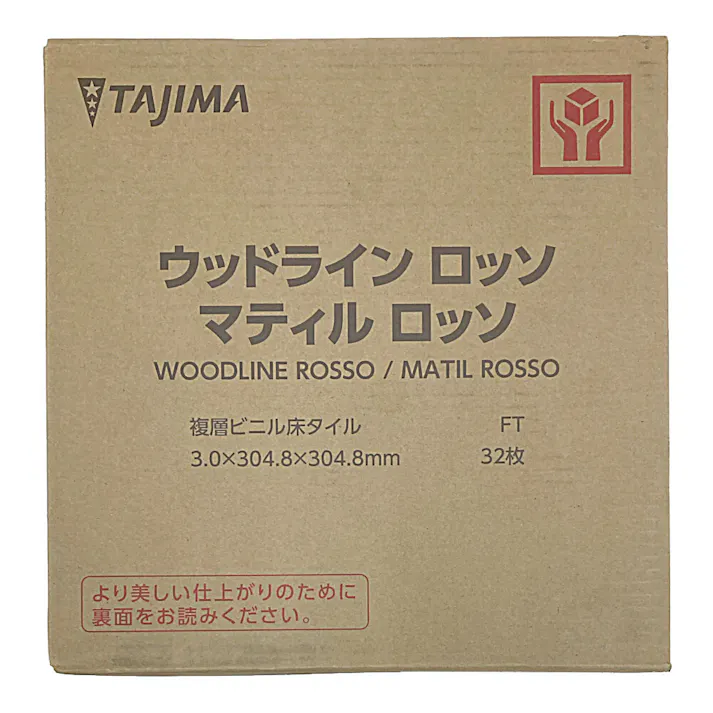 TAJIMA
ウッドライン ロッソ
マティル ロッソ
WOODLINE ROSSO / MATIL ROSSO
複層ビニル床タイル FT
3.0×304.8×304.8mm 32枚
より美しい仕上がりのために
裏面をお読みください。